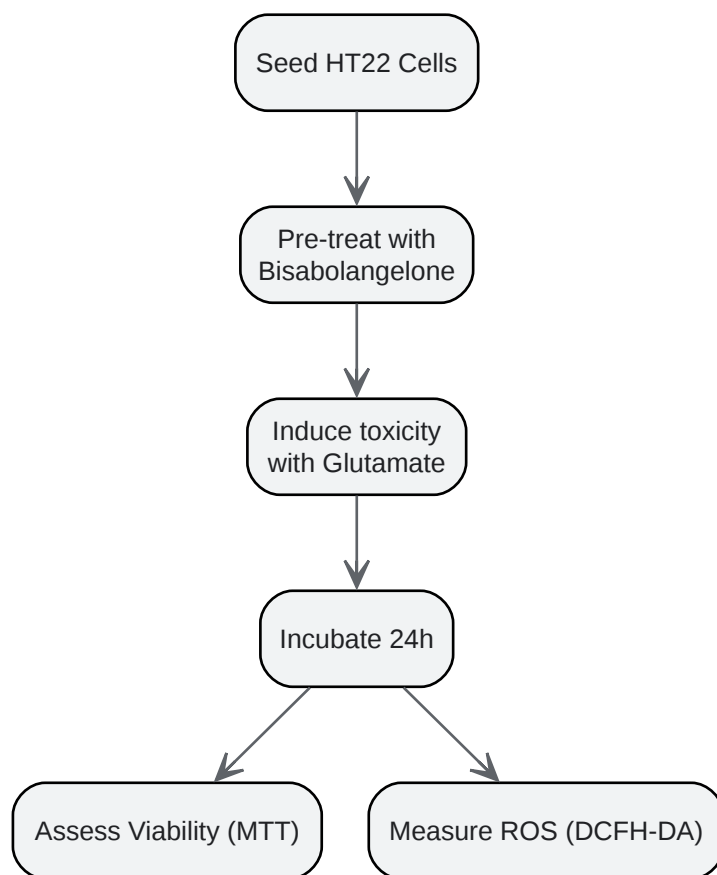 Seed HT22 Cells
Pre-treat with
Bisabolangelone
Induce toxicity
with Glutamate
Incubate 24h
Assess Viability (MTT)
Measure ROS (DCFH-DA)